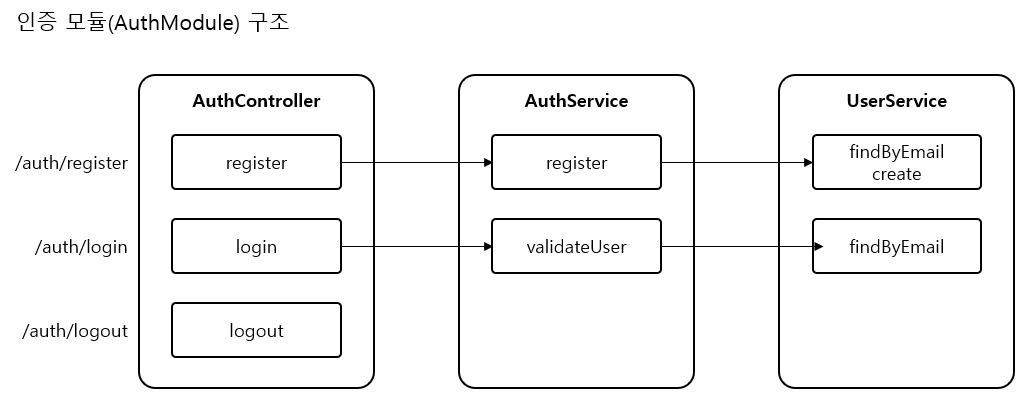 인증 모듈(AuthModule) 구조
AuthController
AuthService
UserService
/auth/register
register
register
findByEmail
create
/auth/login
login
validateUser
findByEmail
/auth/logout
logout